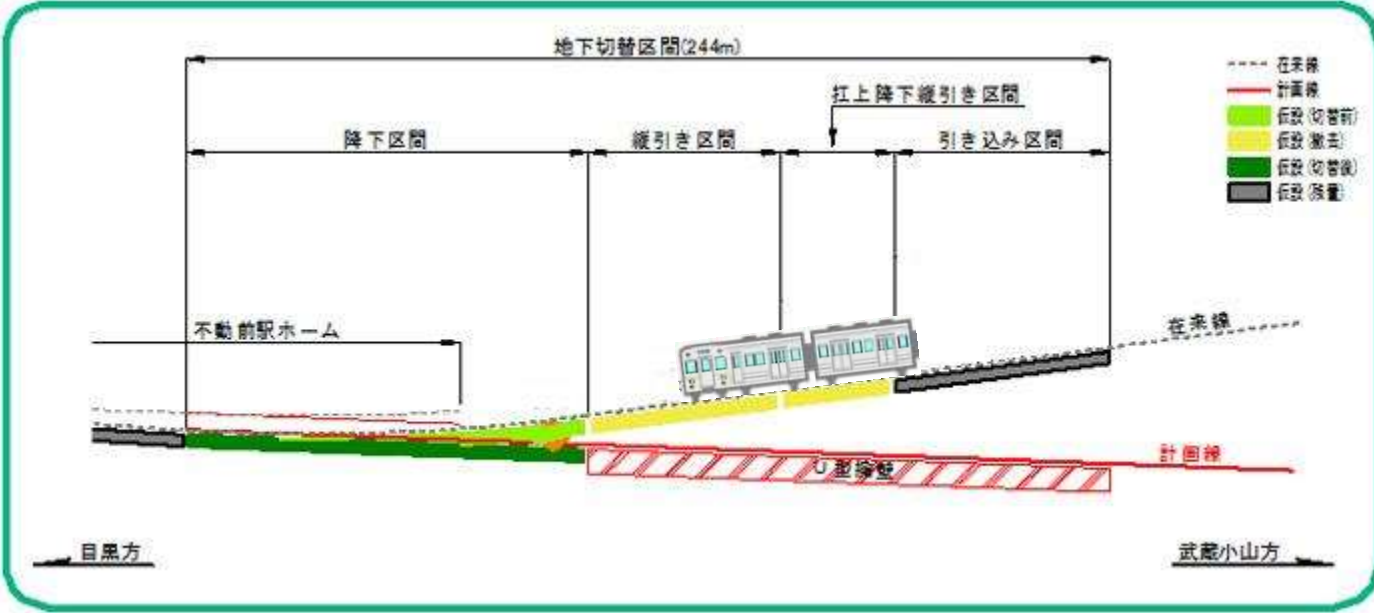 地下切替区間(244m)
在来線
計画線
仮設(切替前)
仮設(撤去)
仮設(切替後)
仮設(残置)
扛上降下縦引き区間
降下区間
縦引き区間
引き込み区間
不動前駅ホーム
在来線
計画線
U型擁壁
目黒方
武蔵小山方